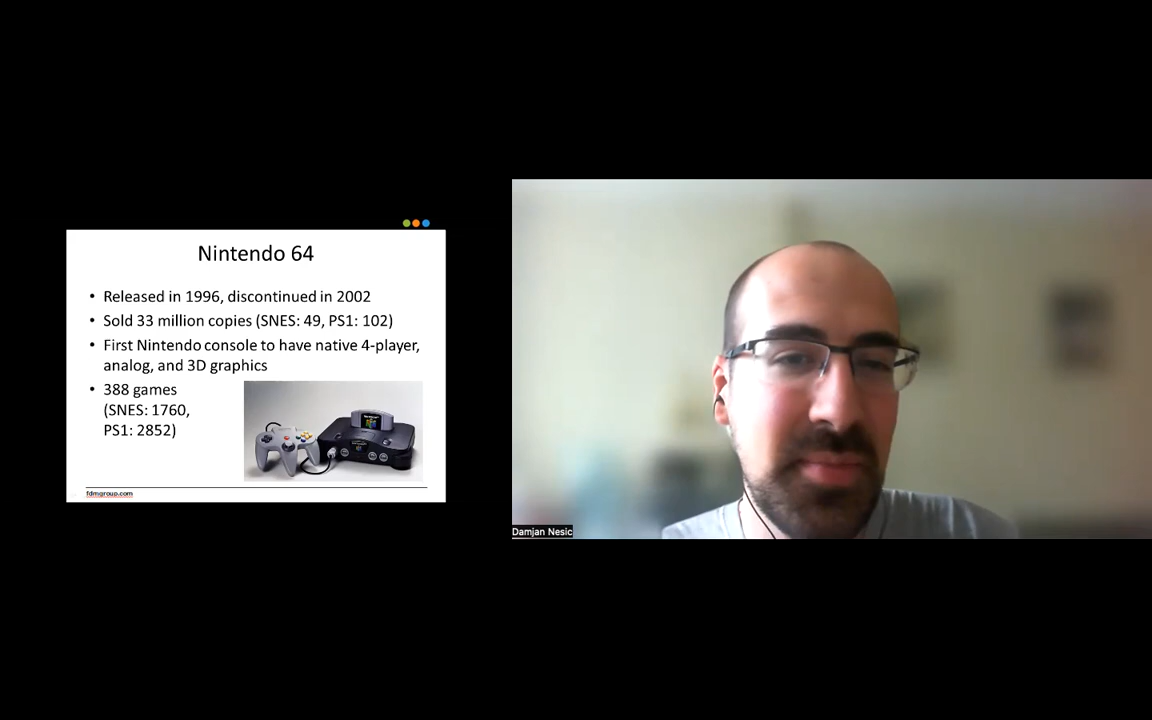 Nintendo 64
• Released in 1996, discontinued in 2002
• Sold 33 million copies (SNES: 49, PS1: 102)
• First Nintendo console to have native 4-player,
analog, and 3D graphics
• 388 games
(SNES: 1760,
PS1: 2852)
fdmgroup.com
Damjan Nesic